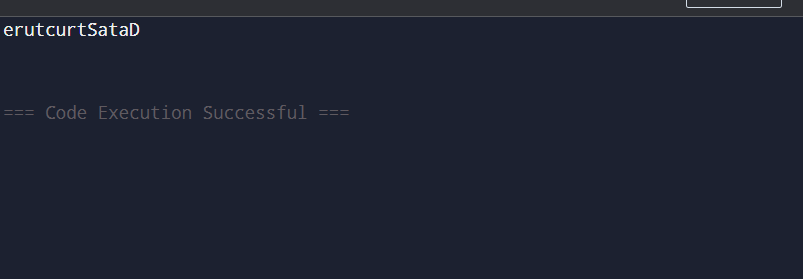 erutcurtSataD
=== Code Execution Successful ===